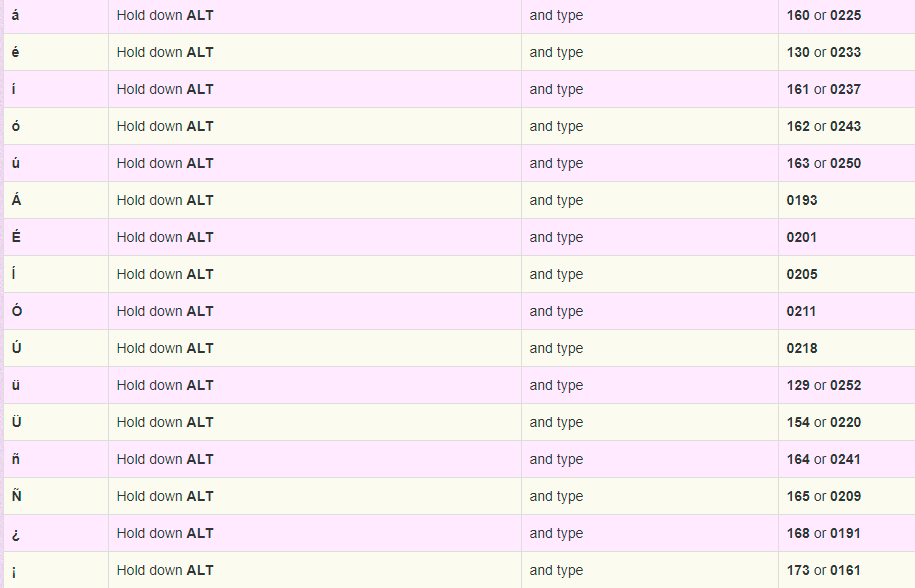 á Hold down ALT and type 160 or 0225
é Hold down ALT and type 130 or 0233
í Hold down ALT and type 161 or 0237
ó Hold down ALT and type 162 or 0243
ú Hold down ALT and type 163 or 0250
Á Hold down ALT and type 0193
É Hold down ALT and type 0201
Í Hold down ALT and type 0205
Ó Hold down ALT and type 0211
Ú Hold down ALT and type 0218
ü Hold down ALT and type 129 or 0252
Ü Hold down ALT and type 154 or 0220
ñ Hold down ALT and type 164 or 0241
Ñ Hold down ALT and type 165 or 0209
¿ Hold down ALT and type 168 or 0191
¡ Hold down ALT and type 173 or 0161